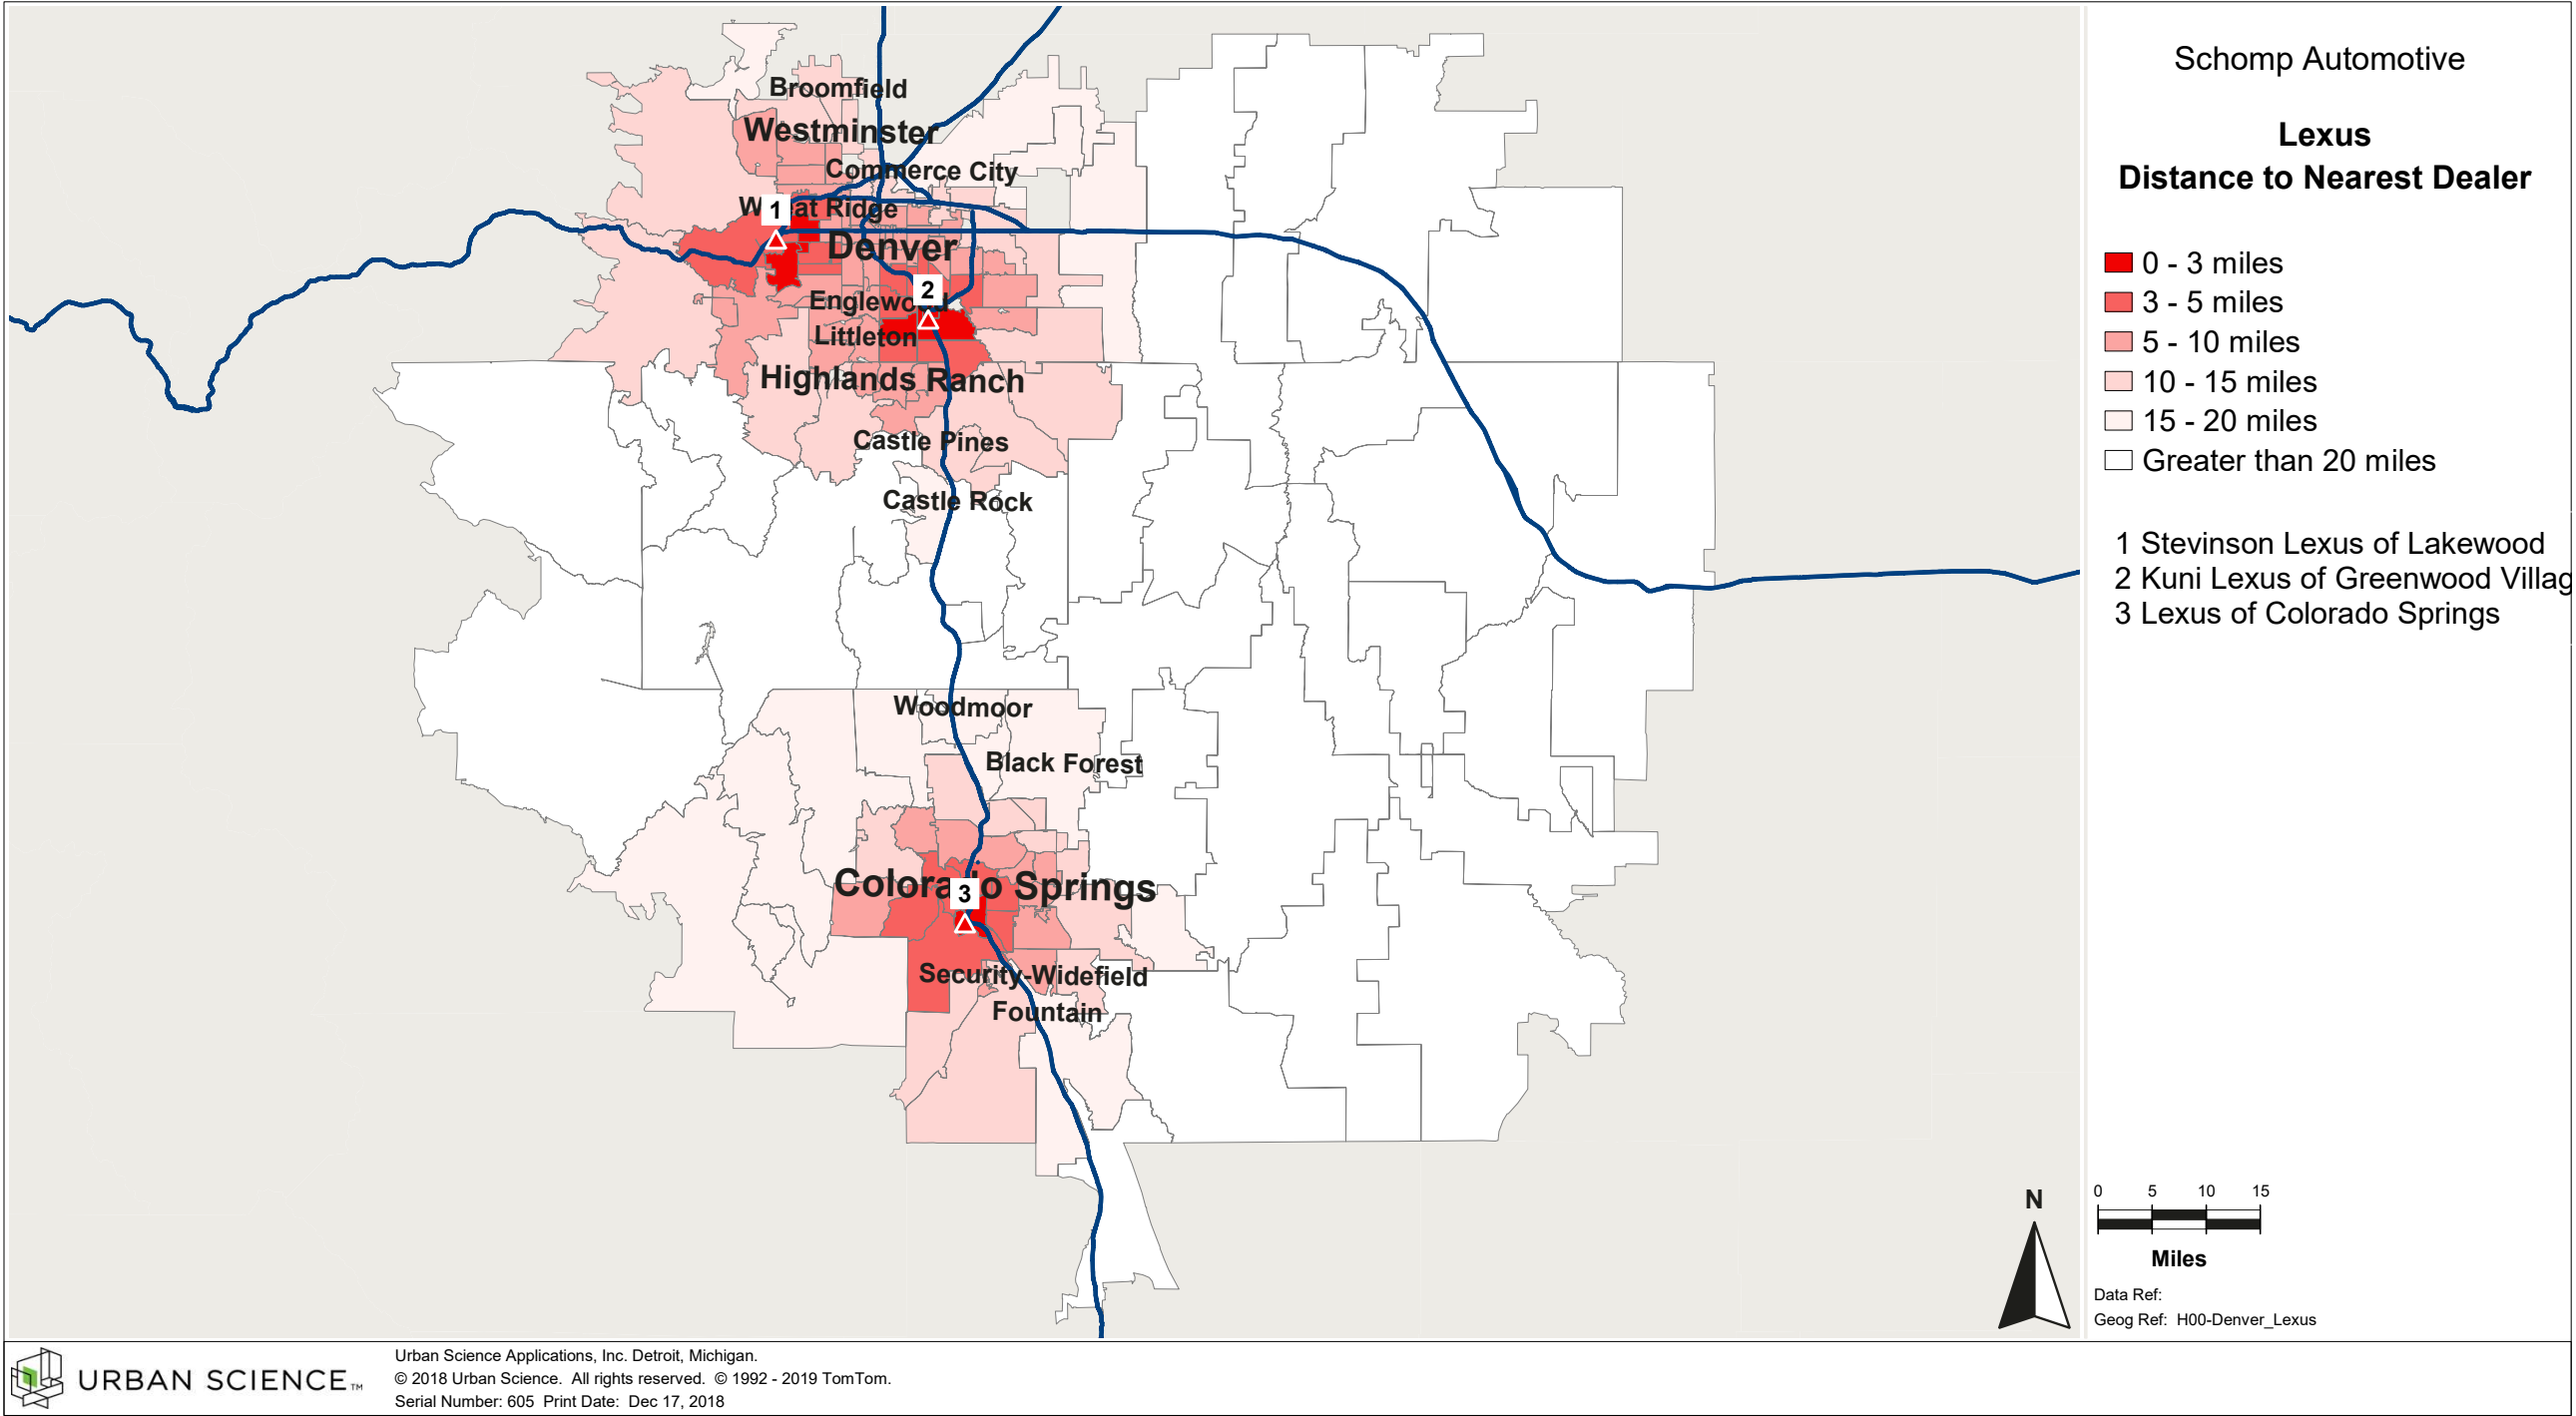 Schomp Automotive
Lexus
Distance to Nearest Dealer
0 - 3 miles
3 - 5 miles
5 - 10 miles
10 - 15 miles
15 - 20 miles
Greater than 20 miles
1 Stevinson Lexus of Lakewood
2 Kuni Lexus of Greenwood Villag
3 Lexus of Colorado Springs
Broomfield
Westminster
Commerce City
1
W at Ridge
Denver
2
Englewo d
Littleton
Highlands Ranch
Castle Pines
Castle Rock
Woodmoor
Black Forest
Colora o Springs
3
Security-Widefield
Fountain
N
0 5 10 15
Miles
Data Ref:
Geog Ref: H00-Denver_Lexus
URBAN SCIENCE™
Urban Science Applications, Inc. Detroit, Michigan.
© 2018 Urban Science. All rights reserved. © 1992 - 2019 TomTom.
Serial Number: 605 Print Date: Dec 17, 2018